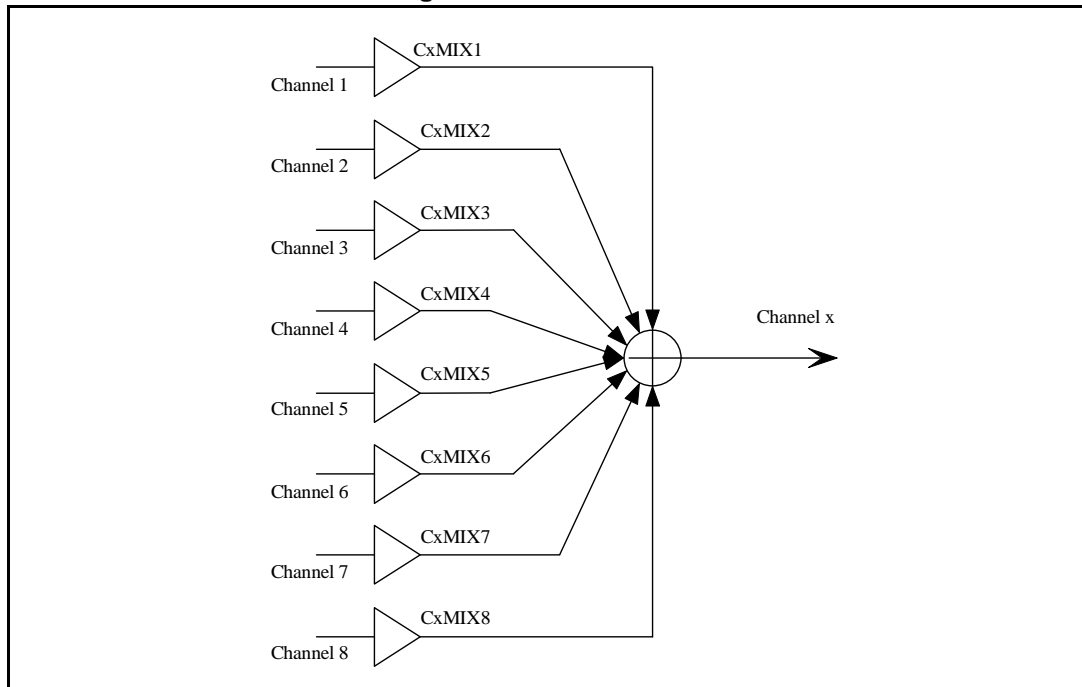 CxMIX1
Channel 1
CxMIX2
Channel 2
CxMIX3
Channel 3
CxMIX4
Channel 4
Channel x
CxMIX5
Channel 5
CxMIX6
Channel 6
CxMIX7
Channel 7
CxMIX8
Channel 8